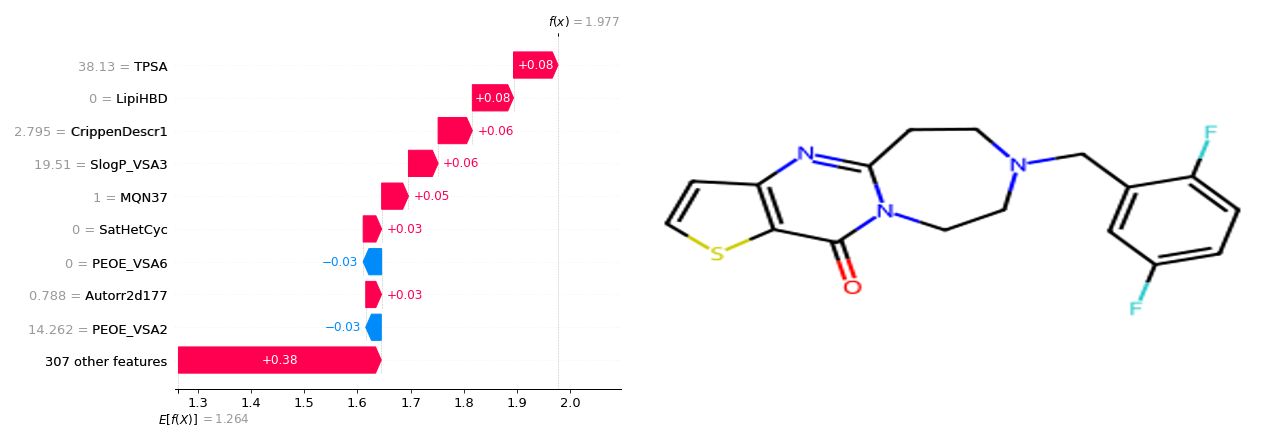 f(x) = 1.977
38.13 = TPSA
+0.08
0 = LipiHBD
+0.08
2.795 = CrippenDescr1
+0.06
19.51 = SlogP_VSA3
+0.06
1 = MQN37
+0.05
0 = SatHetCyc
+0.03
0 = PEOE_VSA6
−0.03
0.788 = Autorr2d177
+0.03
14.262 = PEOE_VSA2
−0.03
307 other features
+0.38
1.3 1.4 1.5 1.6 1.7 1.8 1.9 2.0
E[f(X)] = 1.264
F
N
N
N
S
O
F